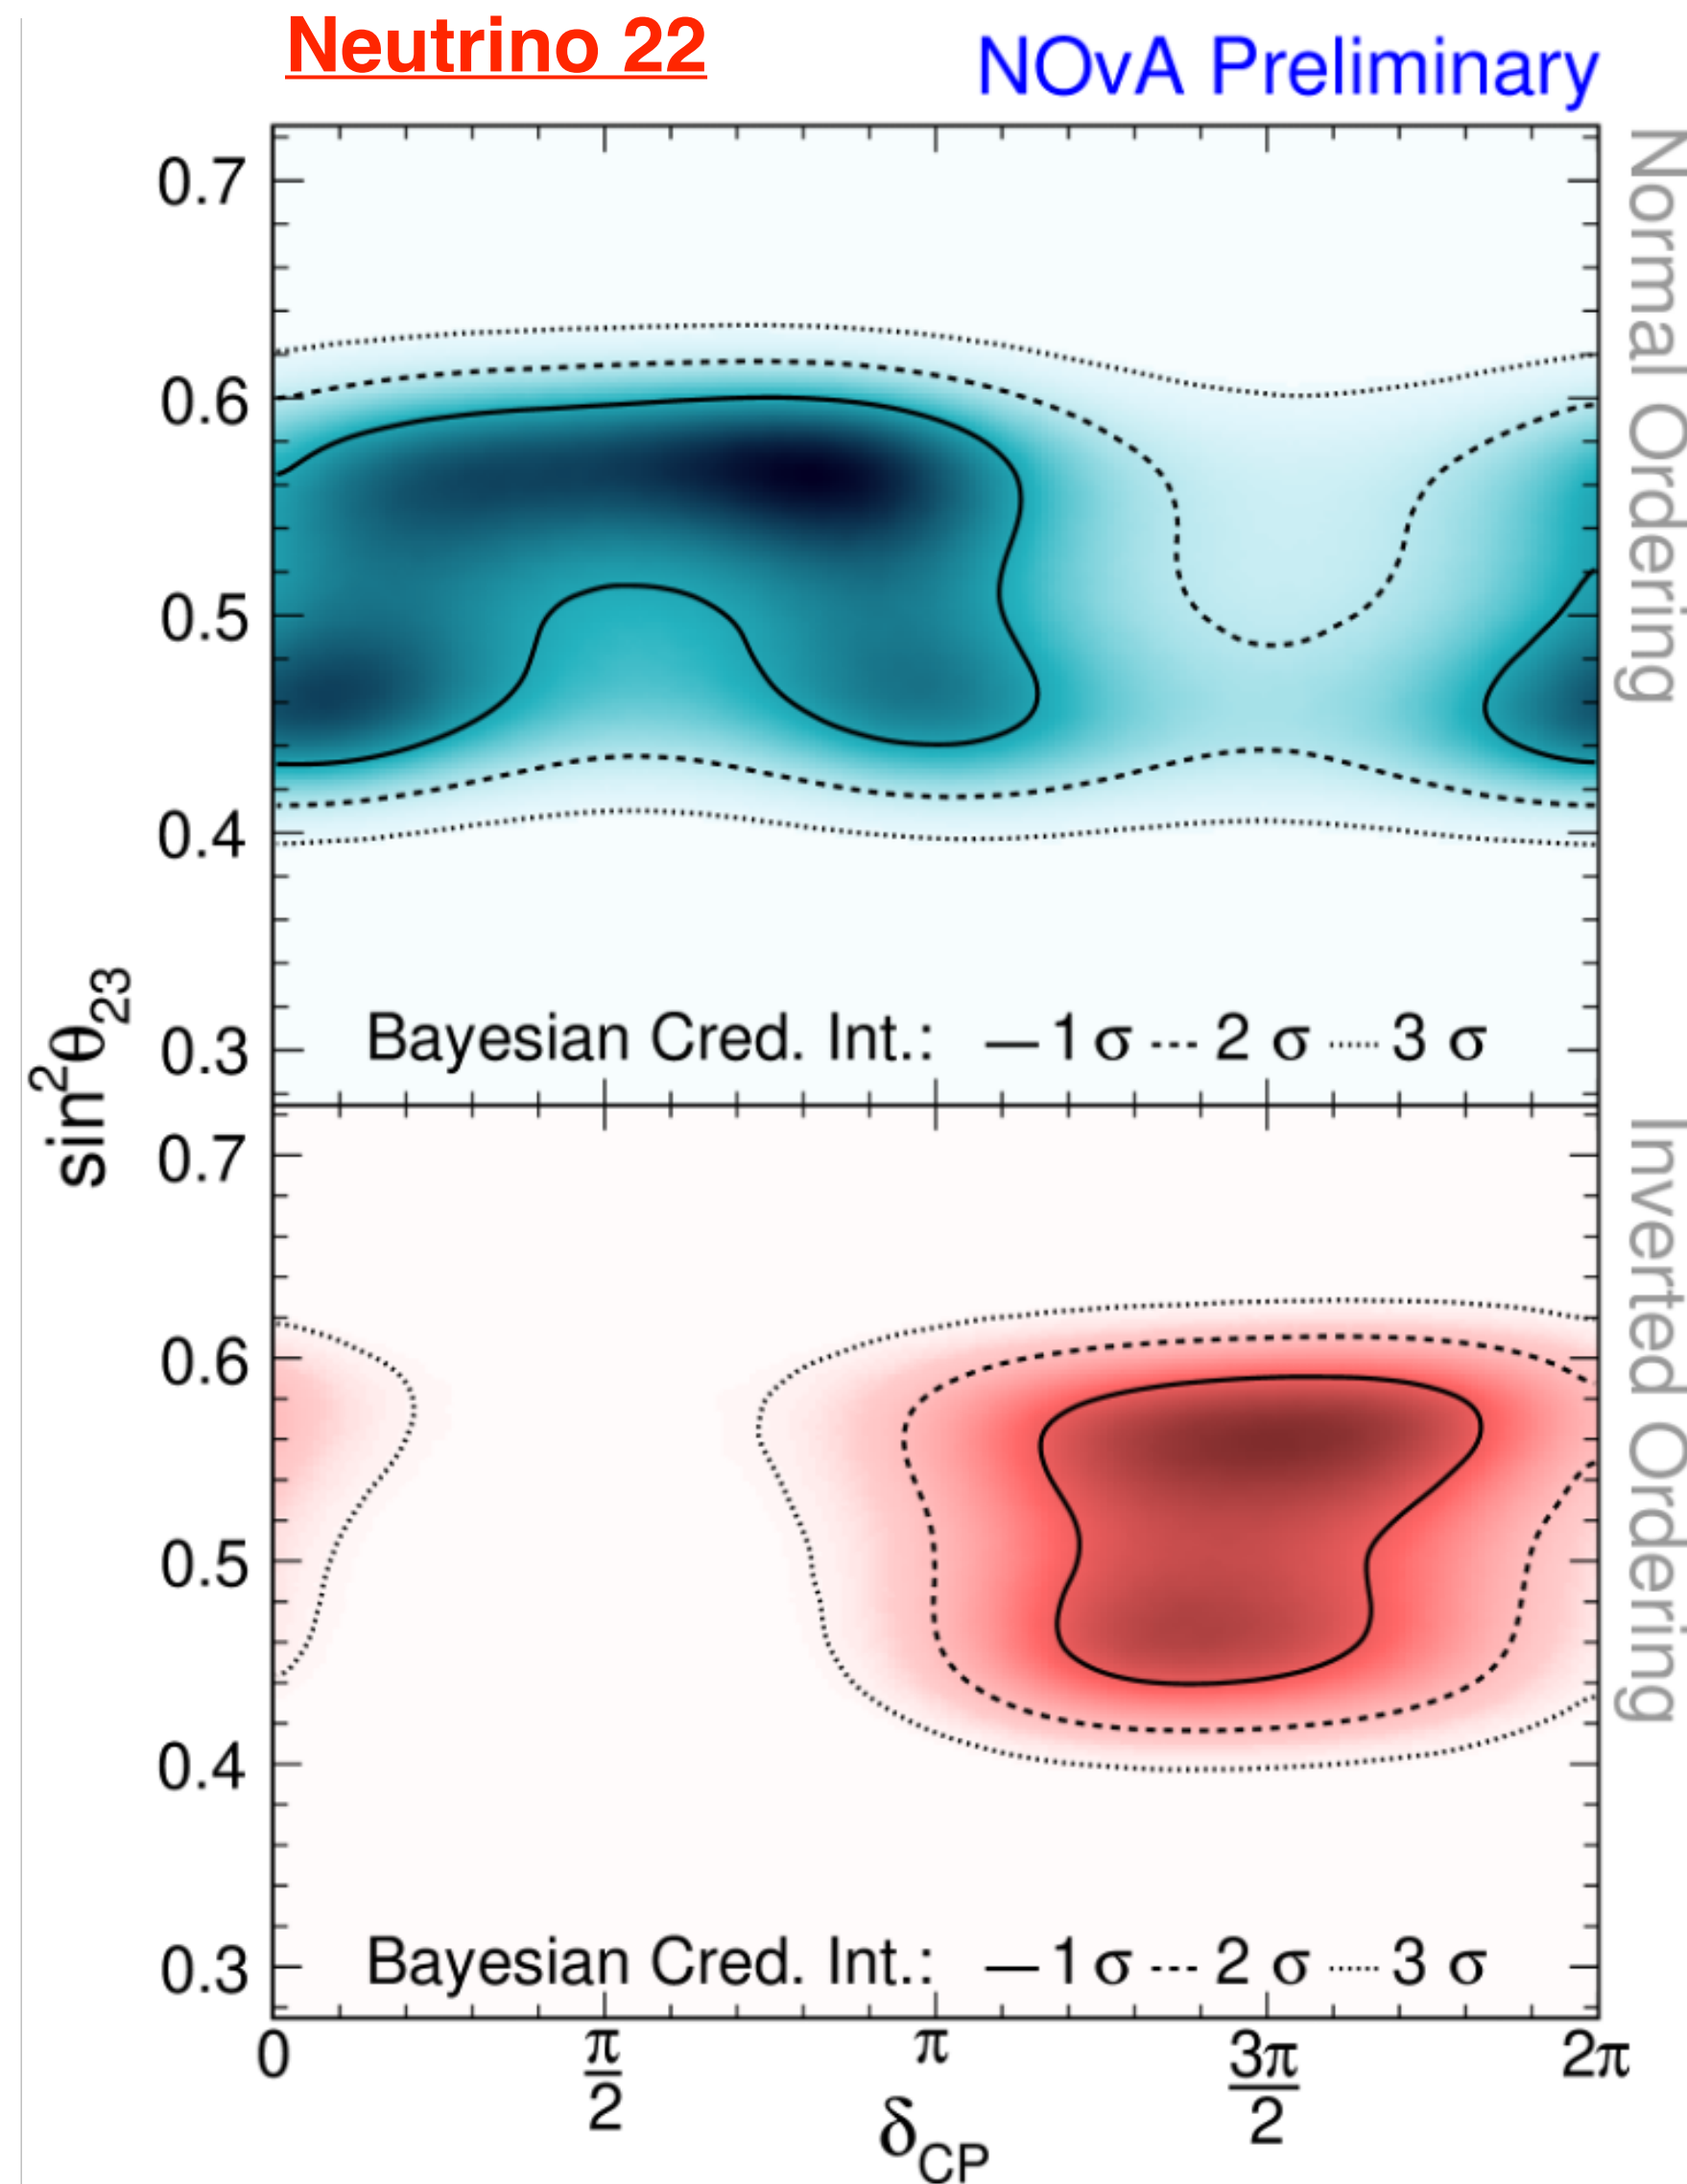 Neutrino 22
NOvA Preliminary
Normal Ordering
0.7
0.6
0.5
0.4
0.3
Bayesian Cred. Int.: 1 σ 2 σ 3 σ
sin²θ₂₃
Inverted Ordering
0.7
0.6
0.5
0.4
0.3
Bayesian Cred. Int.: 1 σ 2 σ 3 σ
0 π/2 π 3π/2 2π
δCP